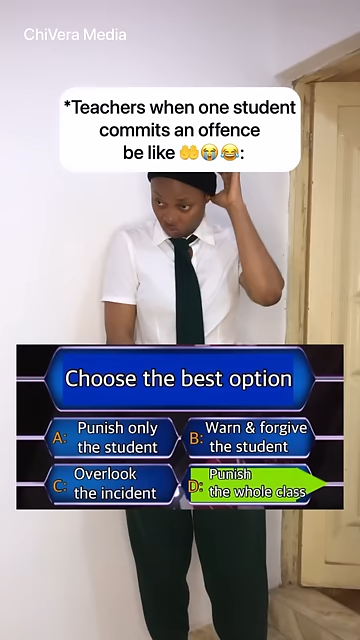 ChiVera Media
*Teachers when one student
commits an offence
be like 🤲😭😂:
Choose the best option
A: Punish only
the student
B: Warn & forgive
the student
C: Overlook
the incident
D: Punish
the whole class